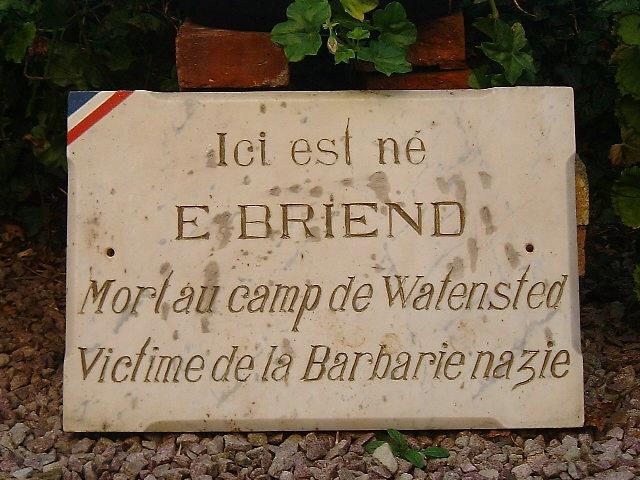 Ici est né
E BRIEND
Mort au camp de Watensted
Victime de la Barbarie nazie